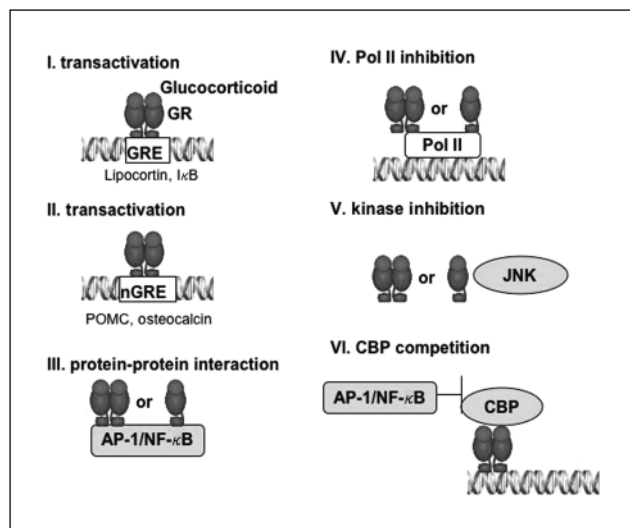 I. transactivation
Glucocorticoid
GR
GRE
Lipocortin, IκB
II. transactivation
nGRE
POMC, osteocalcin
III. protein-protein interaction
or
AP-1/NF-κB
IV. Pol II inhibition
or
Pol II
V. kinase inhibition
or
JNK
VI. CBP competition
AP-1/NF-κB
CBP